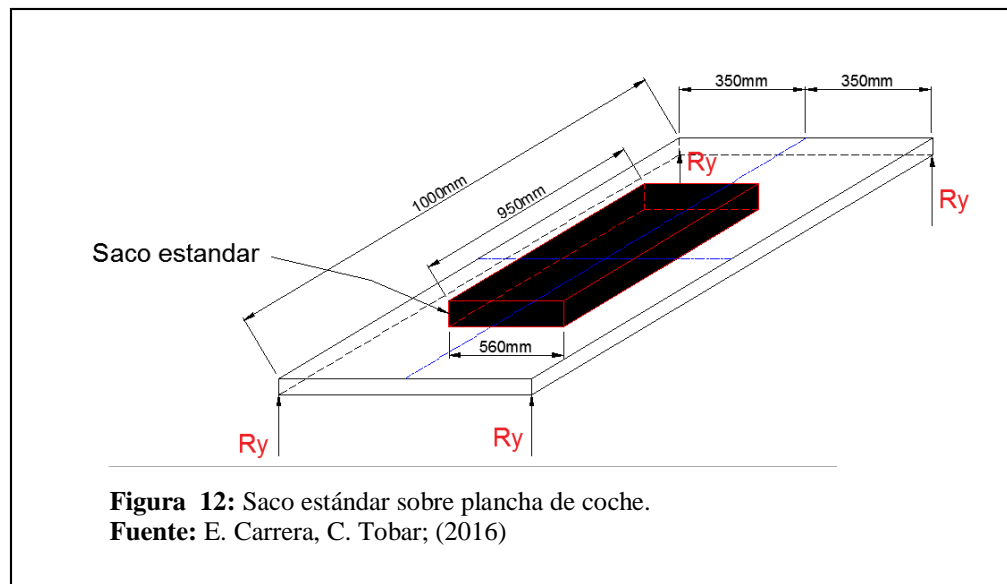 350mm 350mm
Ry
1000mm
950mm
Ry
Saco estandar
560mm
Ry Ry
Figura 12: Saco estándar sobre plancha de coche.
Fuente: E. Carrera, C. Tobar; (2016)